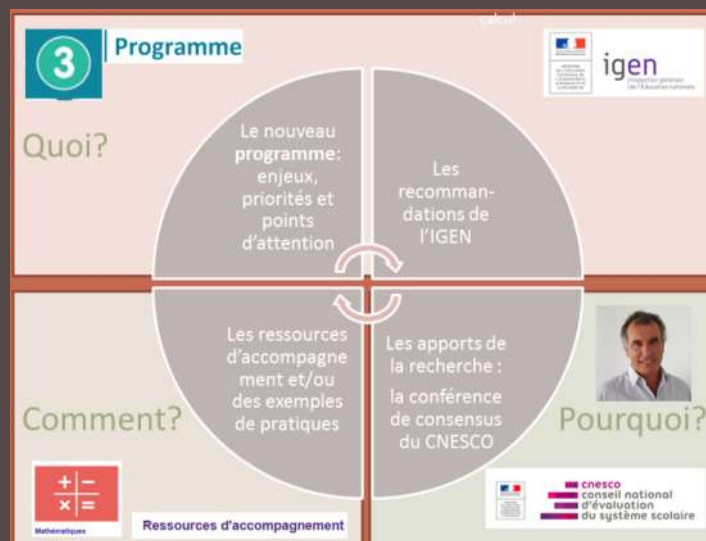 calcul
3
Programme
igen
Quoi?
Le nouveau
programme:
enjeux,
priorités et
points
d'attention
Les
recomman-
dations de
l'IGEN
Les ressources
d'accompagne
ment et/ou
des exemples
de pratiques
Les apports de
la recherche :
la conférence
de consensus
du CNESCO
Comment?
Pourquoi?
+ −
× =
Mathématiques
Ressources d'accompagnement
cnesco
conseil national
d'évaluation
du système scolaire